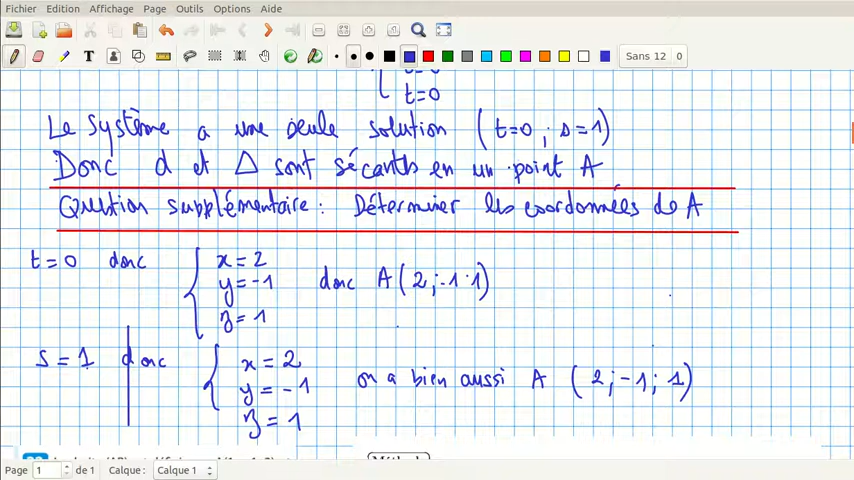 Fichier Edition Affichage Page Outils Options Aide
T
Sans 12 0
t=0
Le système a une seule solution (t=0 ; s=1)
Donc d et Δ sont sécants en un point A
Question supplémentaire : Déterminer les coordonnées de A
t=0 donc
x=2
y=-1
z=1
donc A(2;-1;1)
s=1 donc
x=2
y=-1
z=1
on a bien aussi A (2;-1;1)
Page 1 de 1 Calque : Calque 1